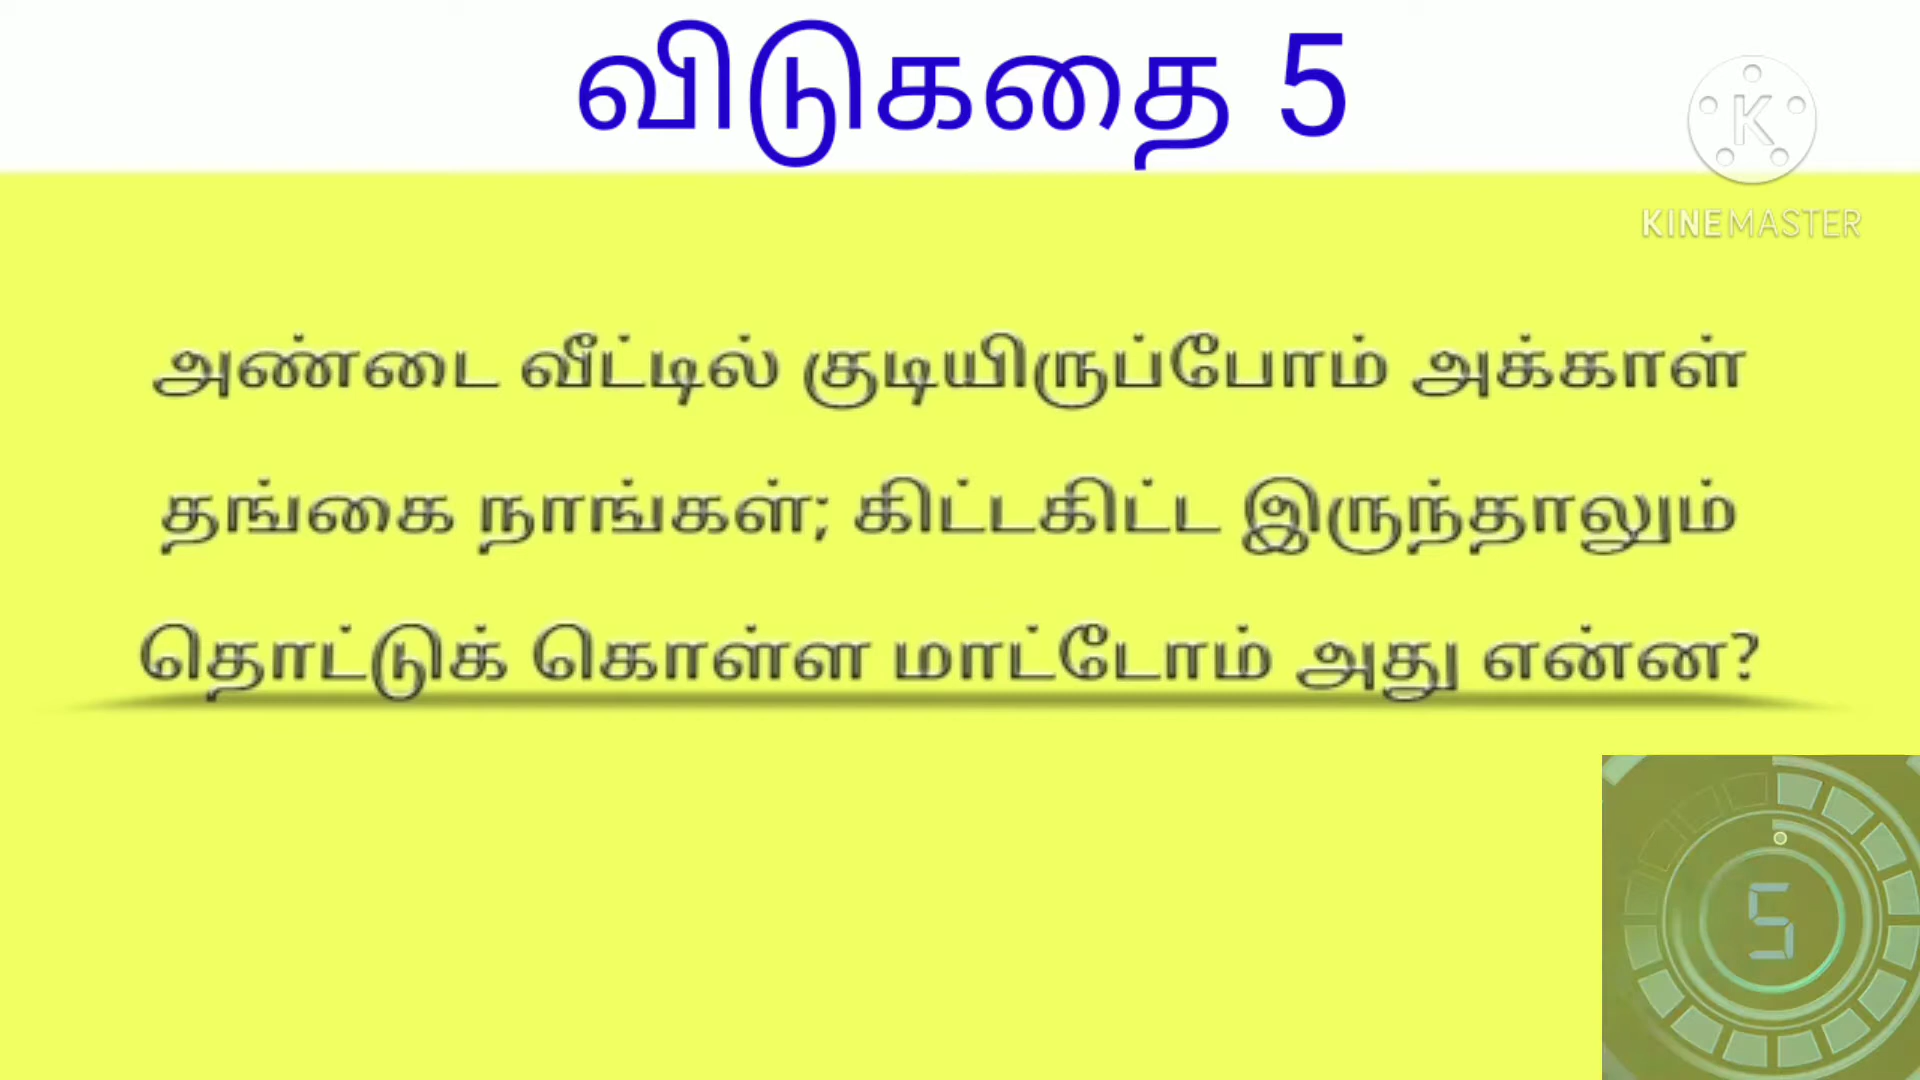 விடுகதை 5
KINEMASTER
அண்டை வீட்டில் குடியிருப்போம் அக்காள்
தங்கை நாங்கள்; கிட்டகிட்ட இருந்தாலும்
தொட்டுக் கொள்ள மாட்டோம் அது என்ன?
5